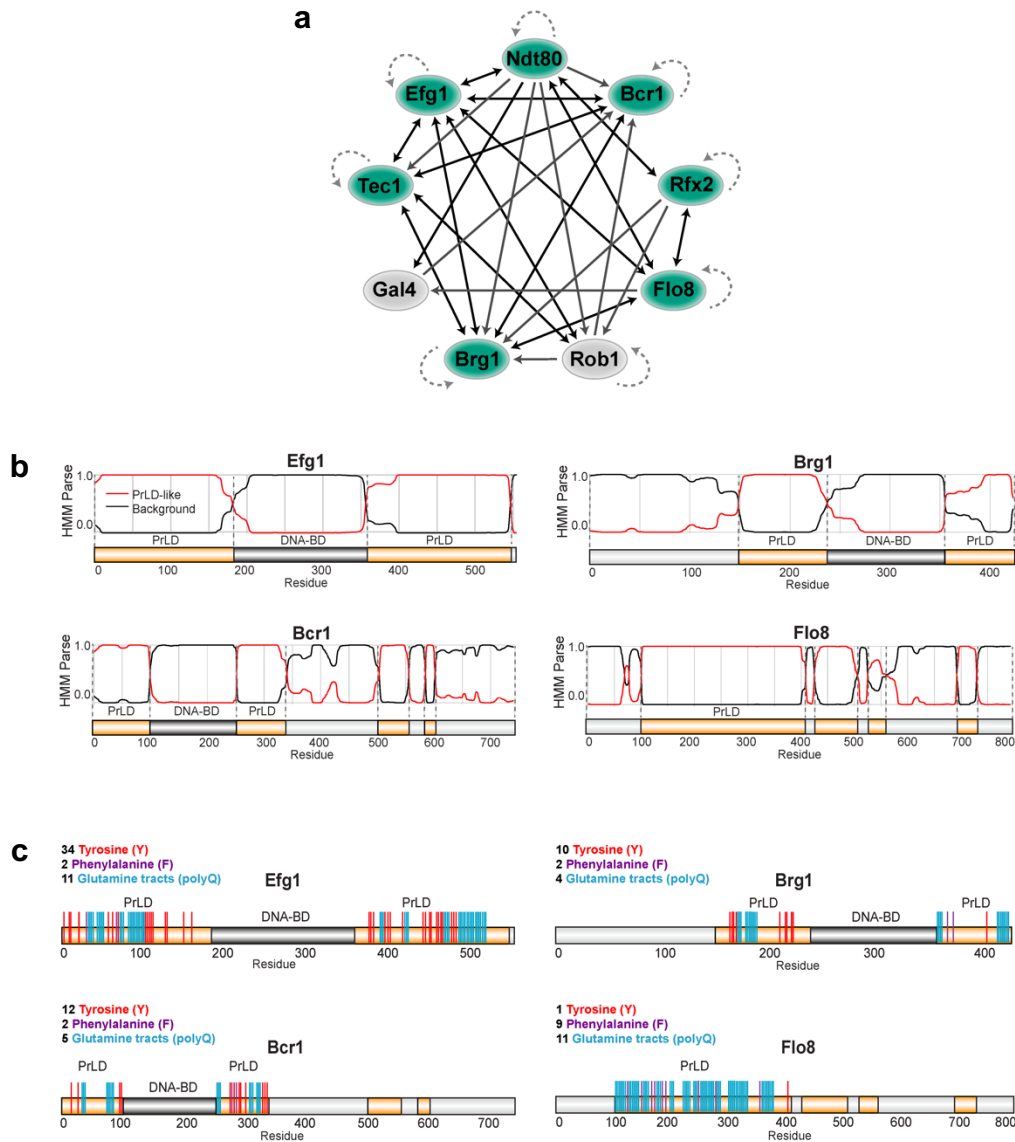 a
Ndt80
Efg1
Bcr1
Tec1
Rfx2
Gal4
Flo8
Brg1
Rob1
b
Efg1
HMM Parse
1.0
0.0
PrLD-like
Background
PrLD
DNA-BD
PrLD
0 100 200 300 400 500
Residue
Brg1
HMM Parse
1.0
0.0
PrLD
DNA-BD
PrLD
0 100 200 300 400
Residue
Bcr1
HMM Parse
1.0
0.0
PrLD
DNA-BD
PrLD
0 100 200 300 400 500 600 700
Residue
Flo8
HMM Parse
1.0
0.0
PrLD
0 100 200 300 400 500 600 700 800
Residue
c
34 Tyrosine (Y)
2 Phenylalanine (F)
11 Glutamine tracts (polyQ)
Efg1
PrLD
DNA-BD
PrLD
0 100 200 300 400 500
Residue
10 Tyrosine (Y)
2 Phenylalanine (F)
4 Glutamine tracts (polyQ)
Brg1
PrLD
DNA-BD
PrLD
100 200 300 400
Residue
12 Tyrosine (Y)
2 Phenylalanine (F)
5 Glutamine tracts (polyQ)
Bcr1
PrLD
DNA-BD
PrLD
0 100 200 300 400 500 600 700
Residue
1 Tyrosine (Y)
9 Phenylalanine (F)
11 Glutamine tracts (polyQ)
Flo8
PrLD
0 100 200 300 400 500 600 700 800
Residue